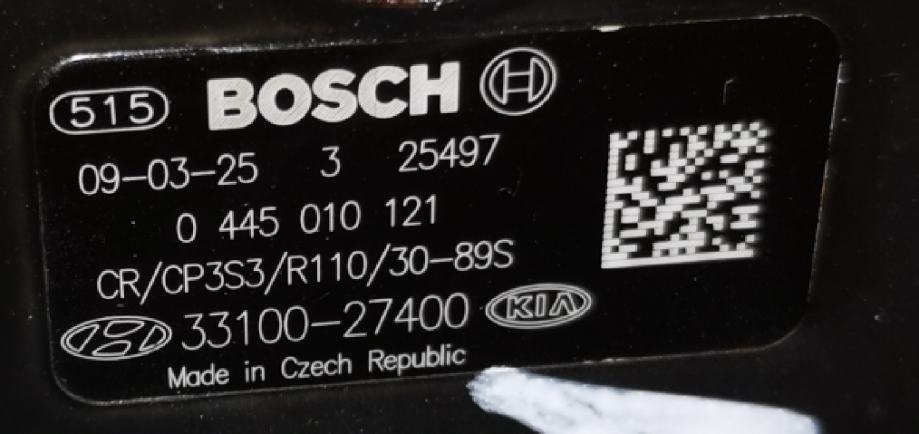 515 BOSCH
09-03-25 3 25497
0 445 010 121
CR/CP3S3/R110/30-89S
33100-27400 KIA
Made in Czech Republic